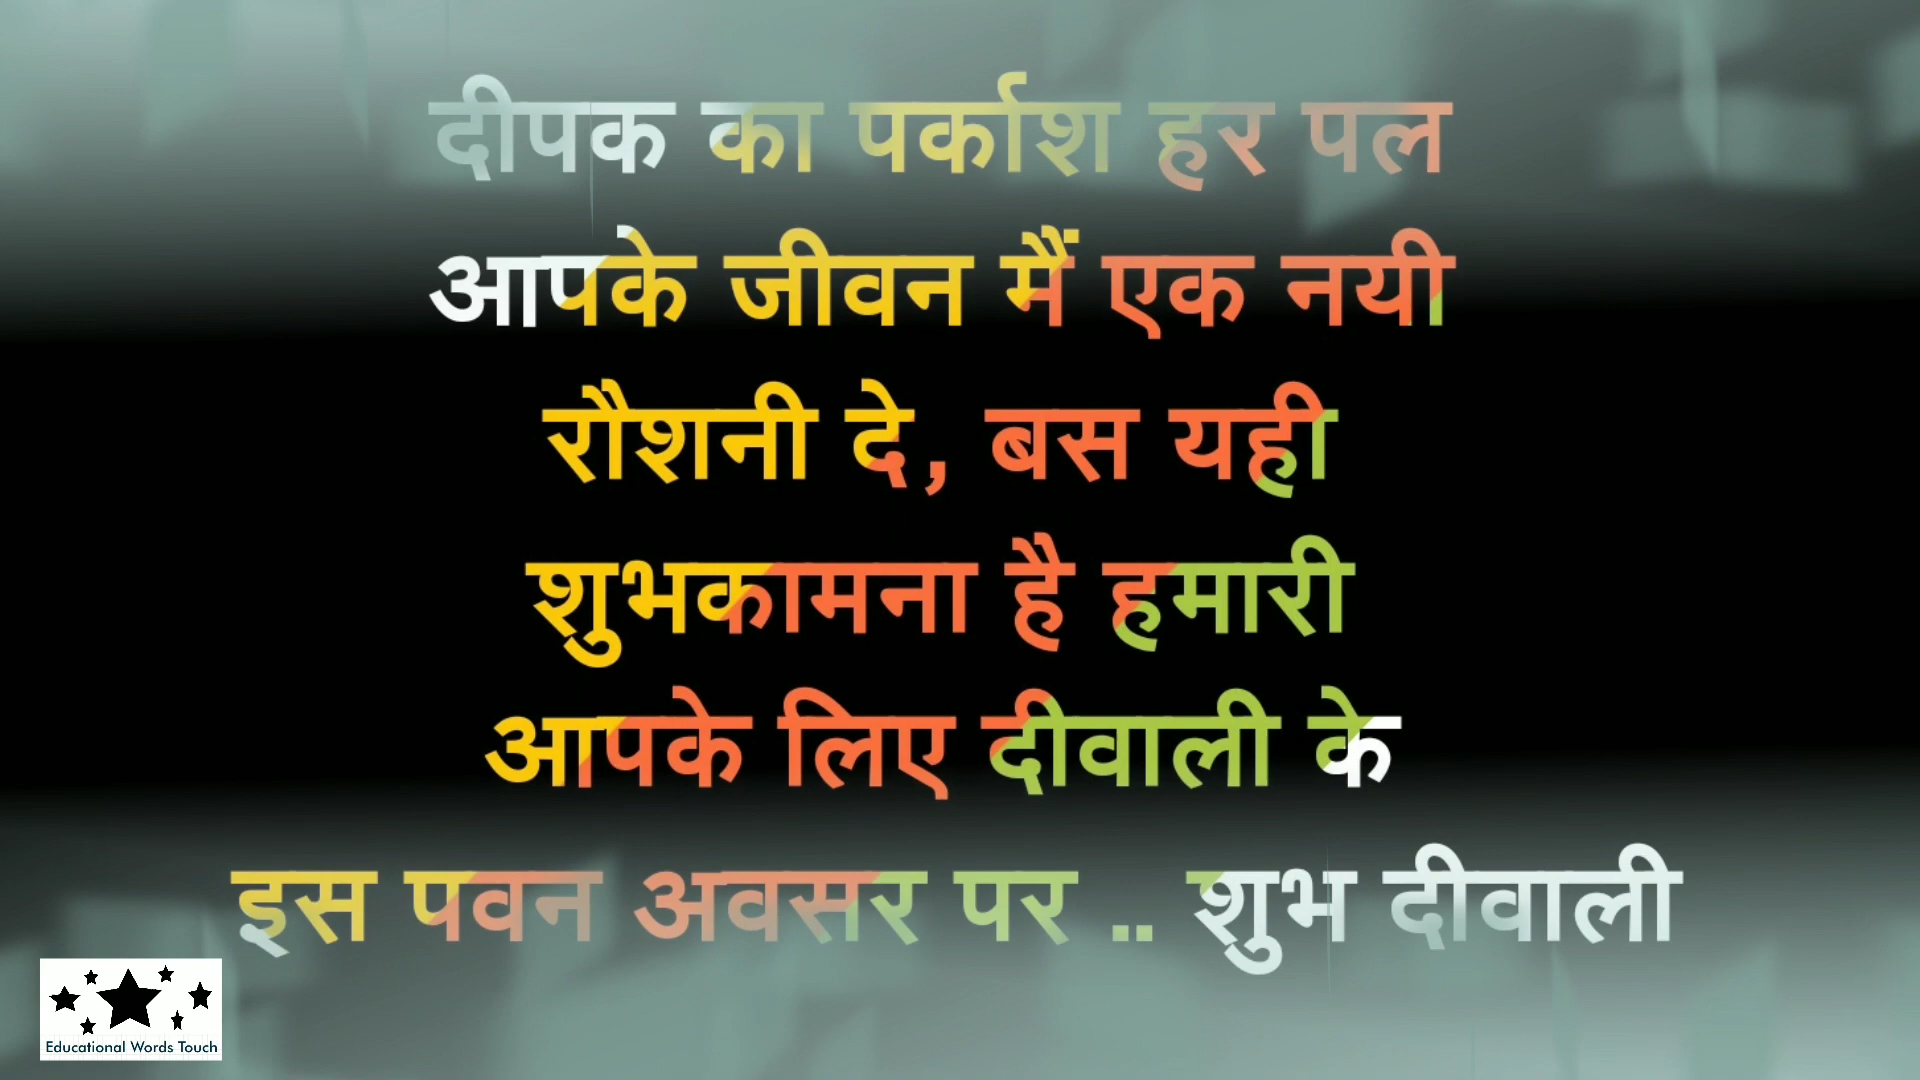 दीपक का पर्काश हर पल
आपके जीवन मैं एक नयी
रौशनी दे, बस यही
शुभकामना है हमारी
आपके लिए दीवाली के
इस पवन अवसर पर .. शुभ दीवाली
Educational Words Touch